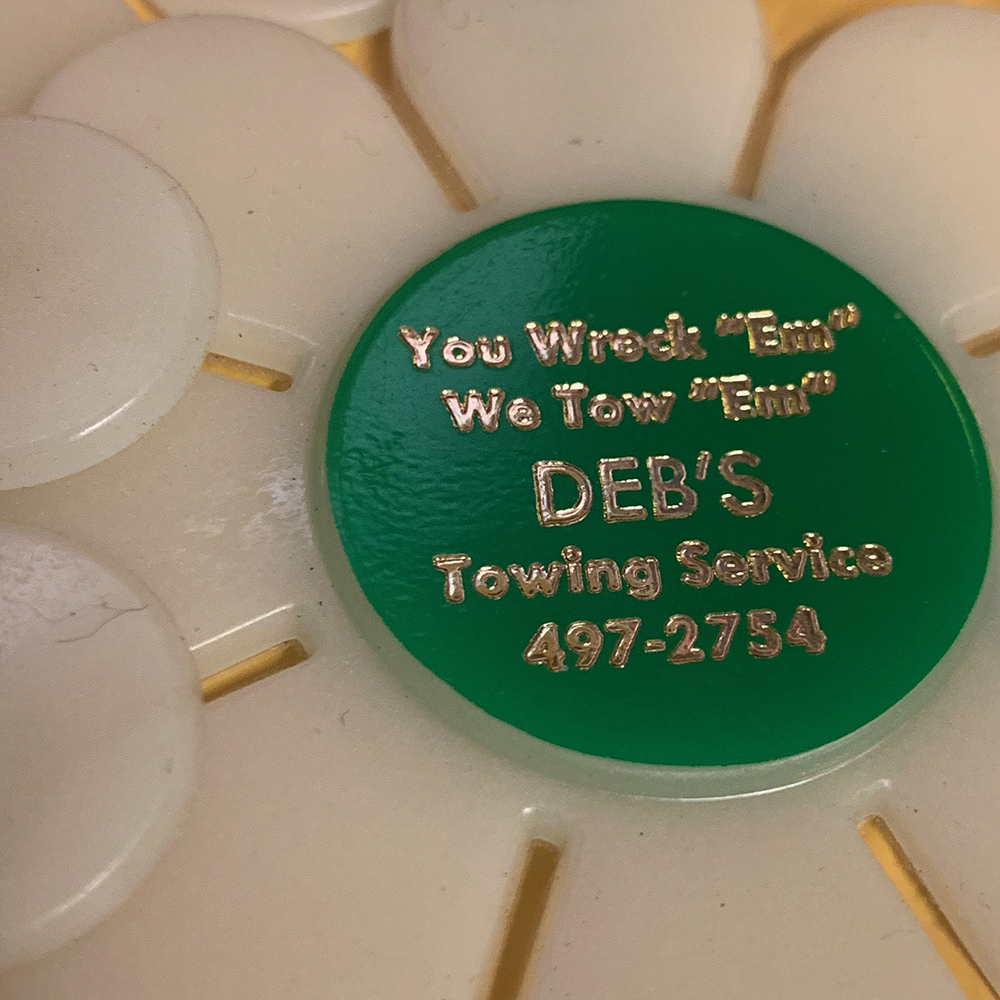 You Wreck "Em"
We Tow "Em"
DEB'S
Towing Service
497-2754